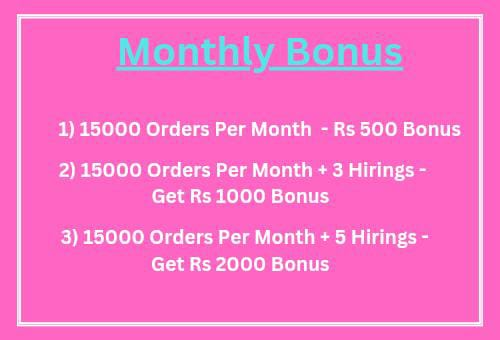 Monthly Bonus
1) 15000 Orders Per Month - Rs 500 Bonus
2) 15000 Orders Per Month + 3 Hirings -
Get Rs 1000 Bonus
3) 15000 Orders Per Month + 5 Hirings -
Get Rs 2000 Bonus